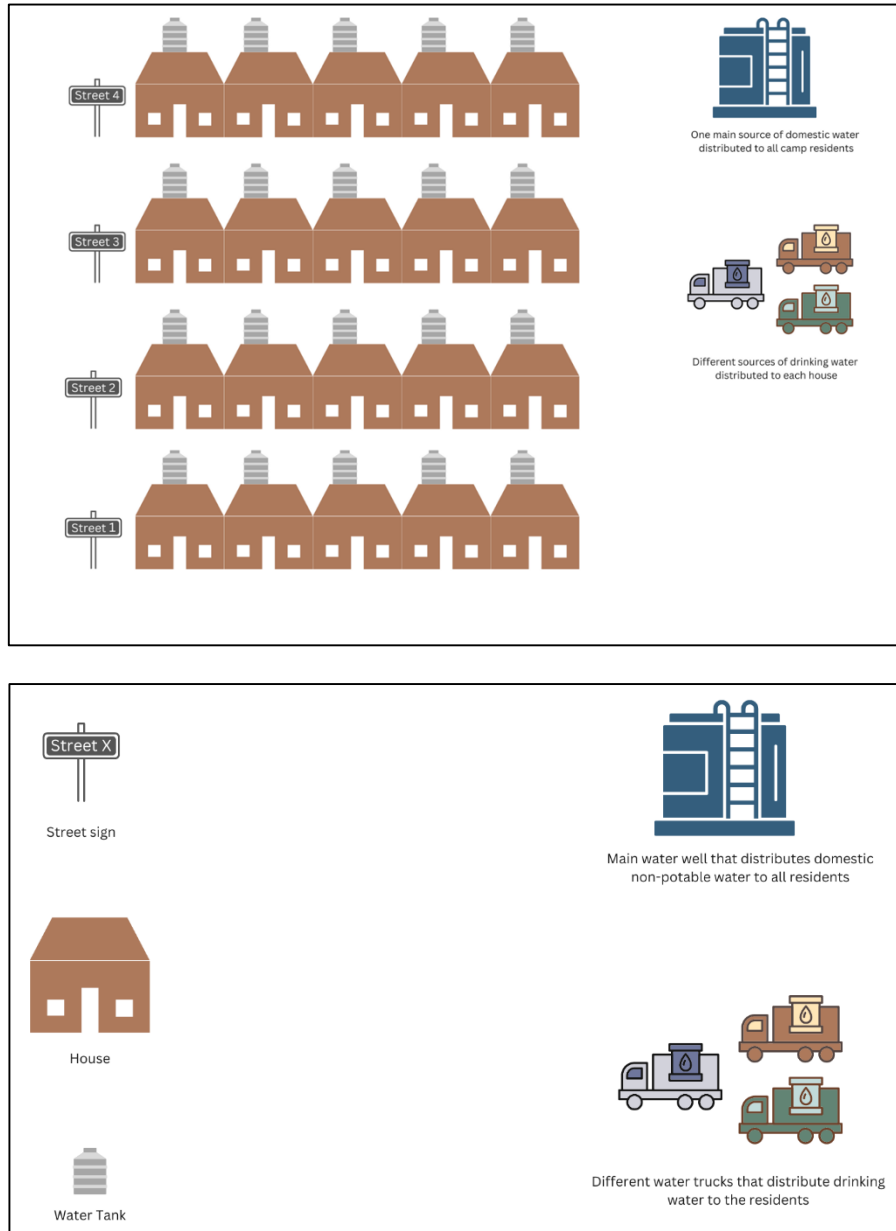 Street 4
One main source of domestic water
distributed to all camp residents
Street 3
Different sources of drinking water
distributed to each house
Street 2
Street 1
Street X
Street sign
Main water well that distributes domestic
non-potable water to all residents
House
Different water trucks that distribute drinking
water to the residents
Water Tank